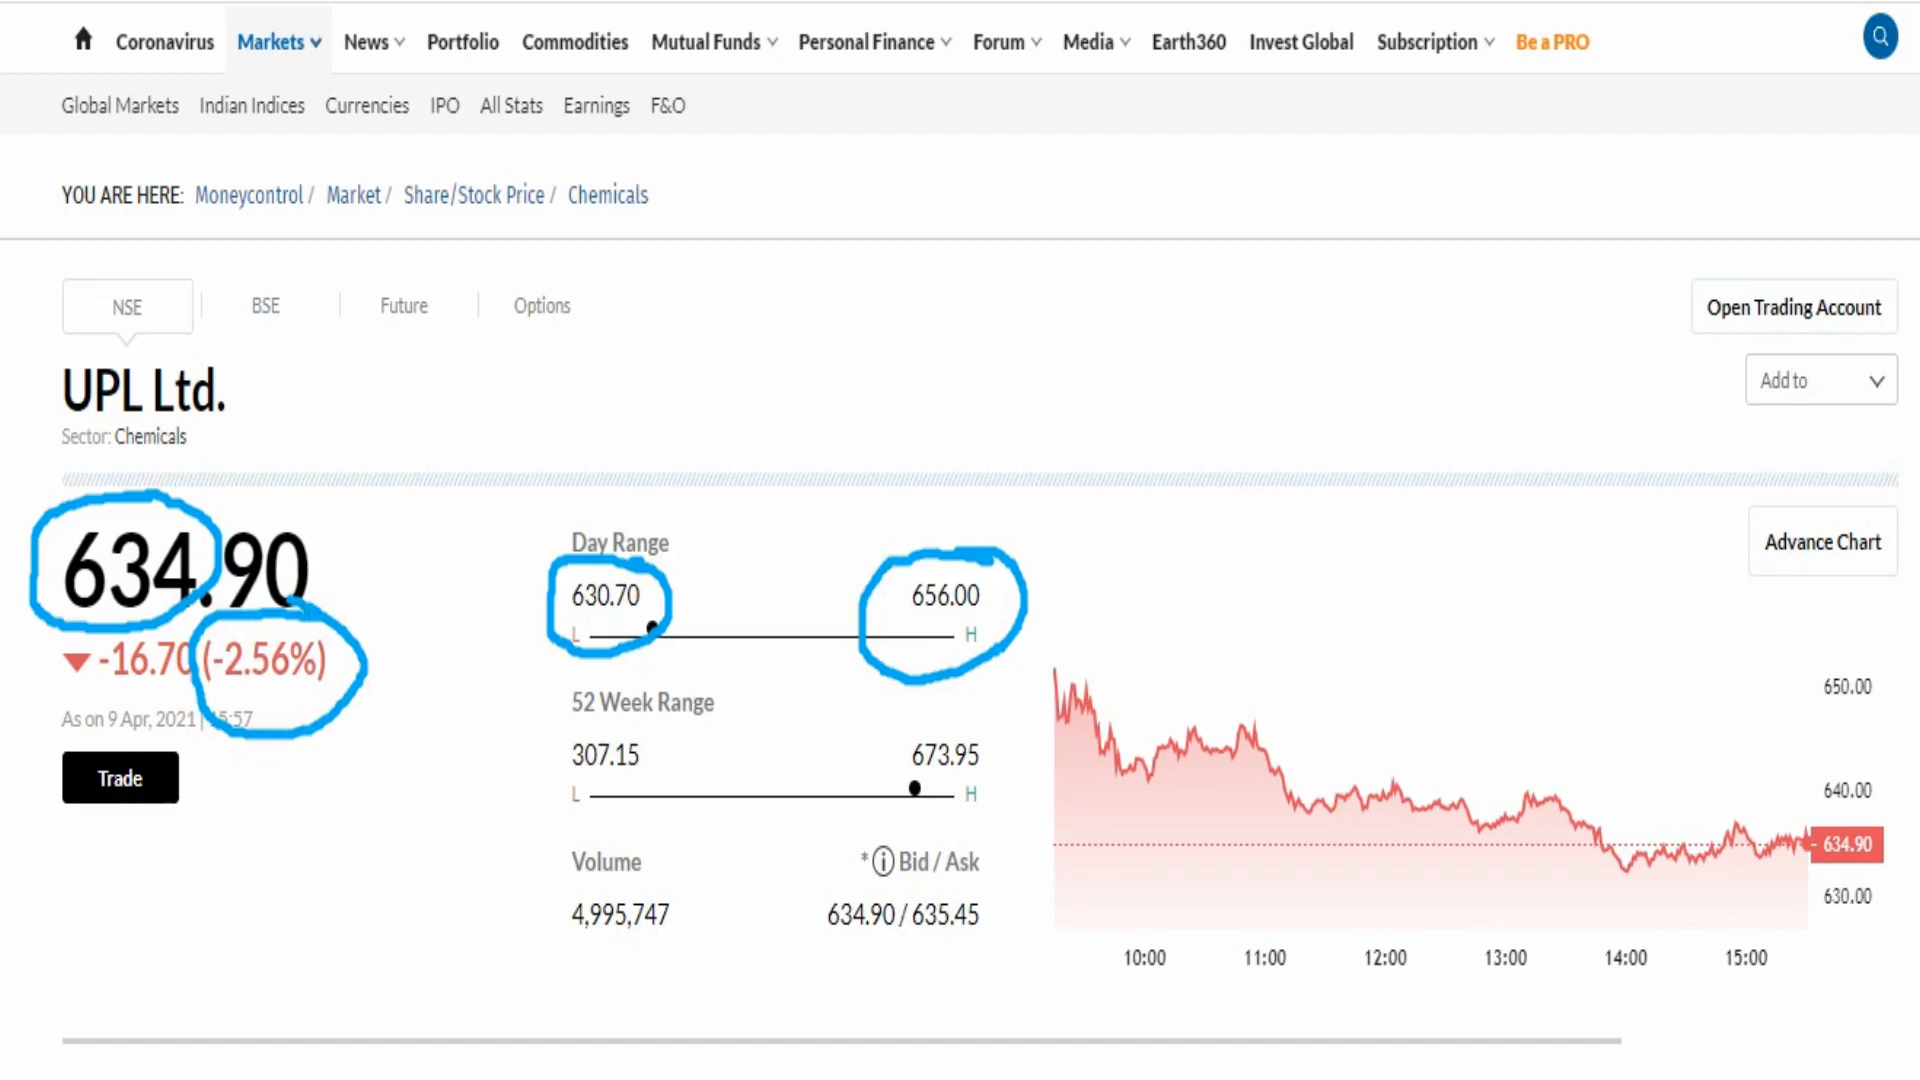 Coronavirus Markets News Portfolio Commodities Mutual Funds Personal Finance Forum Media Earth360 Invest Global Subscription Be a PRO
Global Markets Indian Indices Currencies IPO All Stats Earnings F&O
YOU ARE HERE: Moneycontrol / Market / Share/Stock Price / Chemicals
NSE BSE Future Options
Open Trading Account
UPL Ltd.
Add to
Sector: Chemicals
634.90
-16.70 (-2.56%)
As on 9 Apr, 2021 | 15:57
Trade
Day Range
630.70 656.00
L H
52 Week Range
307.15 673.95
L H
Volume * i Bid / Ask
4,995,747 634.90 / 635.45
Advance Chart
650.00
640.00
634.90
630.00
10:00 11:00 12:00 13:00 14:00 15:00